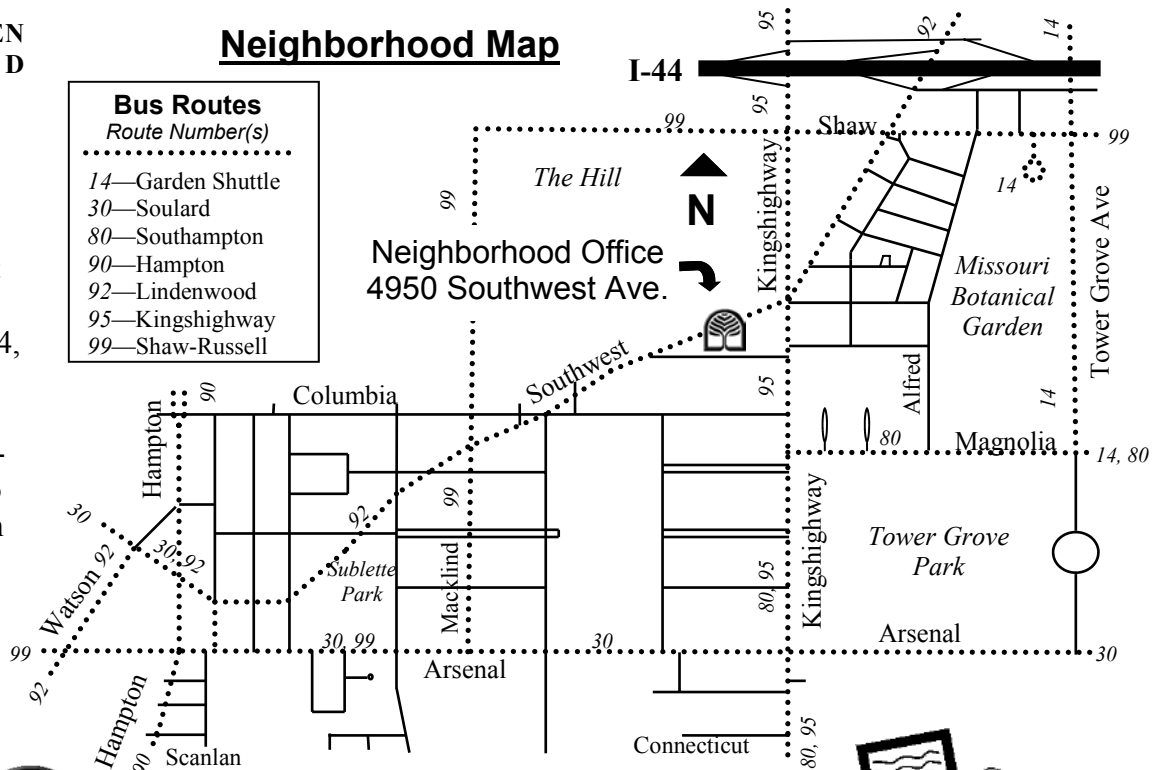 EN
D
4,
Neighborhood Map
Bus Routes
Route Number(s)
14—Garden Shuttle
30—Soulard
80—Southampton
90—Hampton
92—Lindenwood
95—Kingshighway
99—Shaw-Russell
95
92
14
I-44
95
99
Shaw
99
The Hill
N
14
99
Kingshighway
Tower Grove Ave
Neighborhood Office
4950 Southwest Ave.
Missouri
Botanical
Garden
Southwest
90
Columbia
95
Alfred
14
Hampton
80
Magnolia
14, 80
30
99
92
Kingshighway
Tower Grove
Park
30, 92
Watson
92
Sublette
Park
Macklind
80, 95
99
30, 99
Arsenal
30
Arsenal
30
92
Hampton
90
Scanlan
Connecticut
80, 95